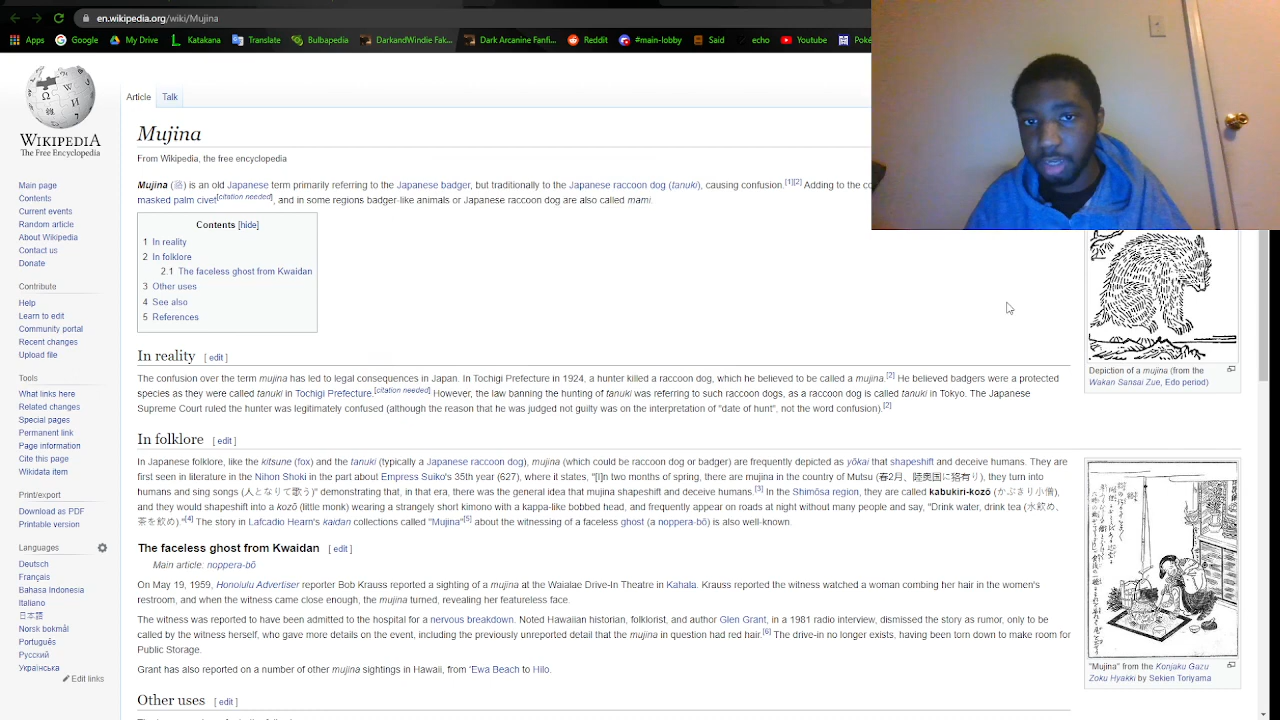 en.wikipedia.org/wiki/Mujina
Apps Google My Drive Katakana Translate Bulbapedia DarkandWindie Fak... Dark Arcanine Fanfi... Reddit #main-lobby Said echo YouTube Poké
WIKIPEDIA
The Free Encyclopedia
Main page
Contents
Current events
Random article
About Wikipedia
Contact us
Donate
Contribute
Help
Learn to edit
Community portal
Recent changes
Upload file
Tools
What links here
Related changes
Special pages
Permanent link
Page information
Cite this page
Wikidata item
Print/export
Download as PDF
Printable version
Languages
Deutsch
Français
Bahasa Indonesia
Italiano
日本語
Norsk bokmål
Português
Русский
Українська
Edit links
Article Talk
Mujina
From Wikipedia, the free encyclopedia
Mujina (貉) is an old Japanese term primarily referring to the Japanese badger, but traditionally to the Japanese raccoon dog (tanuki), causing confusion.[1][2] Adding to the co
masked palm civet[citation needed], and in some regions badger-like animals or Japanese raccoon dog are also called mami.
Contents [hide]
1 In reality
2 In folklore
2.1 The faceless ghost from Kwaidan
3 Other uses
4 See also
5 References
In reality [ edit ]
The confusion over the term mujina has led to legal consequences in Japan. In Tochigi Prefecture in 1924, a hunter killed a raccoon dog, which he believed to be called a mujina.[2] He believed badgers were a protected
species as they were called tanuki in Tochigi Prefecture.[citation needed] However, the law banning the hunting of tanuki was referring to such raccoon dogs, as a raccoon dog is called tanuki in Tokyo. The Japanese
Supreme Court ruled the hunter was legitimately confused (although the reason that he was judged not guilty was on the interpretation of "date of hunt", not the word confusion).[2]
In folklore [ edit ]
In Japanese folklore, like the kitsune (fox) and the tanuki (typically a Japanese raccoon dog), mujina (which could be raccoon dog or badger) are frequently depicted as yōkai that shapeshift and deceive humans. They are
first seen in literature in the Nihon Shoki in the part about Empress Suiko's 35th year (627), where it states, "[I]n two months of spring, there are mujina in the country of Mutsu (春2月、陸奥国に狢有り), they turn into
humans and sing songs (人となりて歌う)" demonstrating that, in that era, there was the general idea that mujina shapeshift and deceive humans.[3] In the Shimōsa region, they are called kabukiri-kozō (かぶきり小僧),
and they would shapeshift into a kozō (little monk) wearing a strangely short kimono with a kappa-like bobbed head, and frequently appear on roads at night without many people and say, "Drink water, drink tea (水飲め、
茶を飲め)."[4] The story in Lafcadio Hearn's kaidan collections called "Mujina"[5] about the witnessing of a faceless ghost (a noppera-bō) is also well-known.
The faceless ghost from Kwaidan [ edit ]
Main article: noppera-bō
On May 19, 1959, Honolulu Advertiser reporter Bob Krauss reported a sighting of a mujina at the Waialae Drive-In Theatre in Kahala. Krauss reported the witness watched a woman combing her hair in the women's
restroom, and when the witness came close enough, the mujina turned, revealing her featureless face.
The witness was reported to have been admitted to the hospital for a nervous breakdown. Noted Hawaiian historian, folklorist, and author Glen Grant, in a 1981 radio interview, dismissed the story as rumor, only to be
called by the witness herself, who gave more details on the event, including the previously unreported detail that the mujina in question had red hair.[6] The drive-in no longer exists, having been torn down to make room for
Public Storage.
Grant has also reported on a number of other mujina sightings in Hawaii, from ʻEwa Beach to Hilo.
Other uses [ edit ]
Depiction of a mujina (from the
Wakan Sansai Zue, Edo period)
"Mujina" from the Konjaku Gazu
Zoku Hyakki by Sekien Toriyama